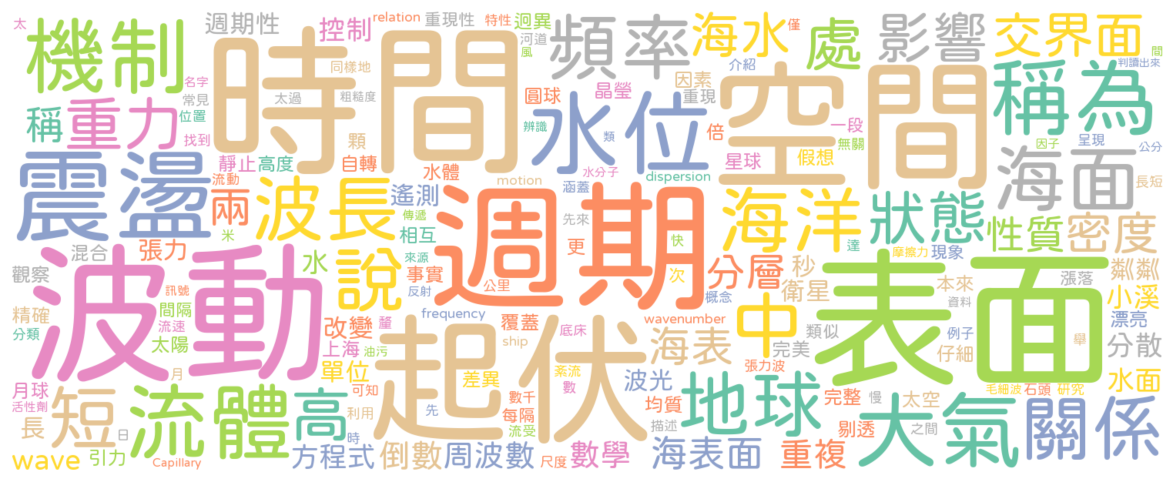 太
機制
週期性
名字
常見
位置
找到
稱
重力
時間
太過
同樣地
粗糙度
顆
控制
relation
重現性
特性
迥異
河道
風
頻率
因素
重現
圓球
晶瑩
辨識
類
海水
僅
介紹
處
倍
一段
無關
影響
交界面
間
判讀出來
稱為
因子
呈現
公分
震盪
流動
靜止
高度
自轉
水體
水位
水分子
星球
假想
空間
海面
長短
兩
波長
米
遙測
傳遞
相互
motion
涵蓋
dispersion
先來
更
快
次
海洋
達
狀態
摩擦力
現象
性質
密度
混合
張力
觀察
訊號
間隔
流速
精確
分類
太陽
波動
水
說
來源
事實
反射
週期
公里
概念
分層
秒
衛星
中
本來
資料
張落
粼粼
小溪
漂亮
例子
仔細
舉
分散
改變
上海
油污
單位
月
釐
frequency
覆蓋
ship
底床
wavenumber
海表
完美
類似
表面
月球
活性劑
可知
利用
起伏
差異
紊流
數
數千
每隔
流受
波光
均質
描述
張力波
地球
完整
慢
太空
剔透
之間
毛細波
石頭
研究
水面
長
短
日
流體
高
時
先
大氣
關係
wave
引力
Capillary
方程式
倒數
周波數
尺度
數學
海表面
重複